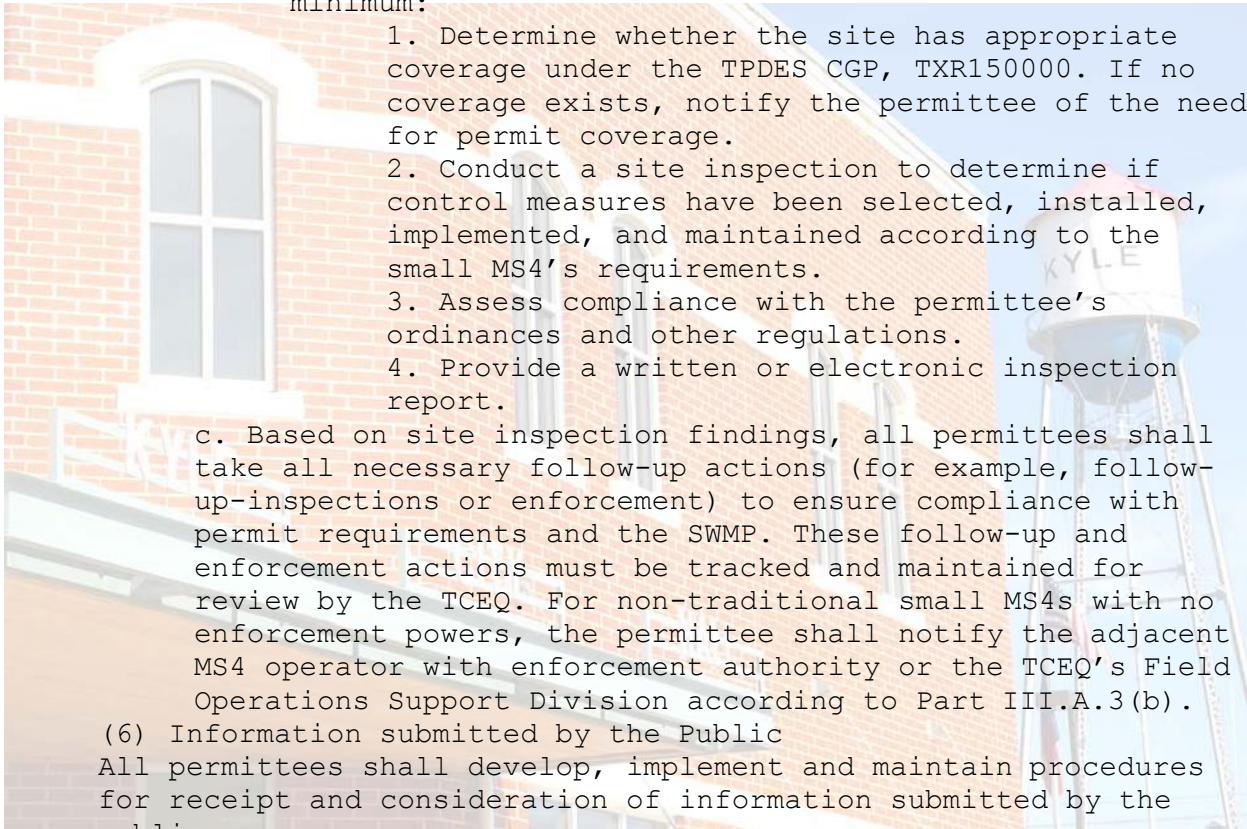 minimum:
1. Determine whether the site has appropriate
coverage under the TPDES CGP, TXR150000. If no
coverage exists, notify the permittee of the need
for permit coverage.
2. Conduct a site inspection to determine if
control measures have been selected, installed,
implemented, and maintained according to the
small MS4's requirements.
3. Assess compliance with the permittee's
ordinances and other regulations.
4. Provide a written or electronic inspection
report.
c. Based on site inspection findings, all permittees shall
take all necessary follow-up actions (for example, follow-
up-inspections or enforcement) to ensure compliance with
permit requirements and the SWMP. These follow-up and
enforcement actions must be tracked and maintained for
review by the TCEQ. For non-traditional small MS4s with no
enforcement powers, the permittee shall notify the adjacent
MS4 operator with enforcement authority or the TCEQ's Field
Operations Support Division according to Part III.A.3(b).
(6) Information submitted by the Public
All permittees shall develop, implement and maintain procedures
for receipt and consideration of information submitted by the
KYLE
KYLE